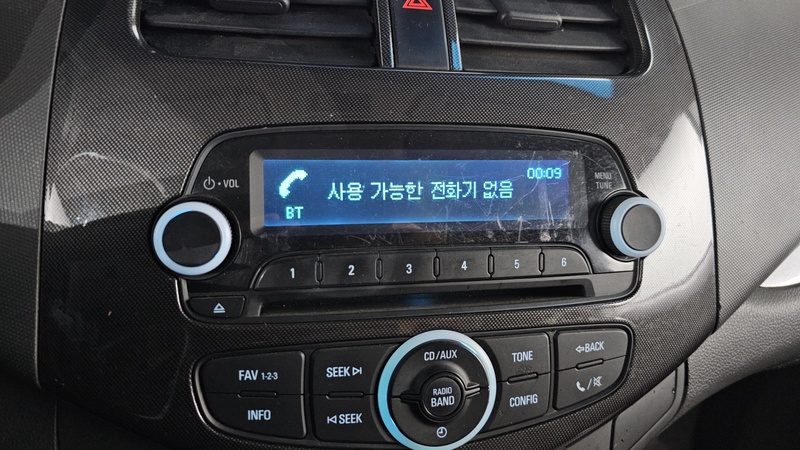 ⏻•VOL
BT
사용 가능한 전화기 없음
00:09
MENU
TUNE
1 2 3 4 5 6
CD/AUX
FAV 1-2-3
SEEK
TONE
BACK
RADIO
BAND
INFO
SEEK
CONFIG